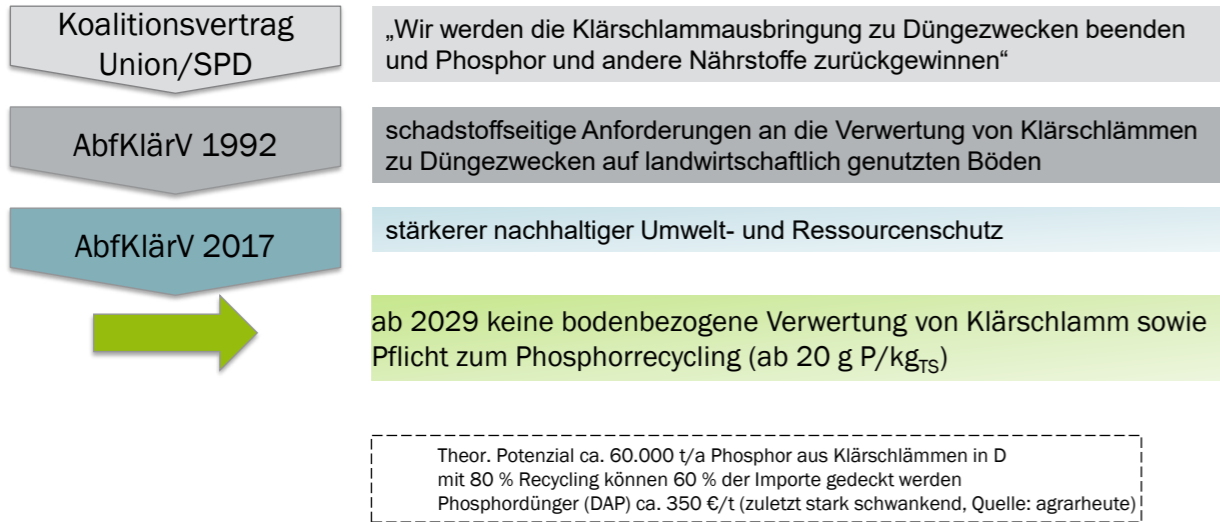 Koalitionsvertrag
Union/SPD
„Wir werden die Klärschlammausbringung zu Düngezwecken beenden
und Phosphor und andere Nährstoffe zurückgewinnen“
AbfKlärV 1992
schadstoffseitige Anforderungen an die Verwertung von Klärschlämmen
zu Düngezwecken auf landwirtschaftlich genutzten Böden
AbfKlärV 2017
stärkerer nachhaltiger Umwelt- und Ressourcenschutz
ab 2029 keine bodenbezogene Verwertung von Klärschlamm sowie
Pflicht zum Phosphorrecycling (ab 20 g P/kgTS)
Theor. Potenzial ca. 60.000 t/a Phosphor aus Klärschlämmen in D
mit 80 % Recycling können 60 % der Importe gedeckt werden
Phosphordünger (DAP) ca. 350 €/t (zuletzt stark schwankend, Quelle: agrarheute)